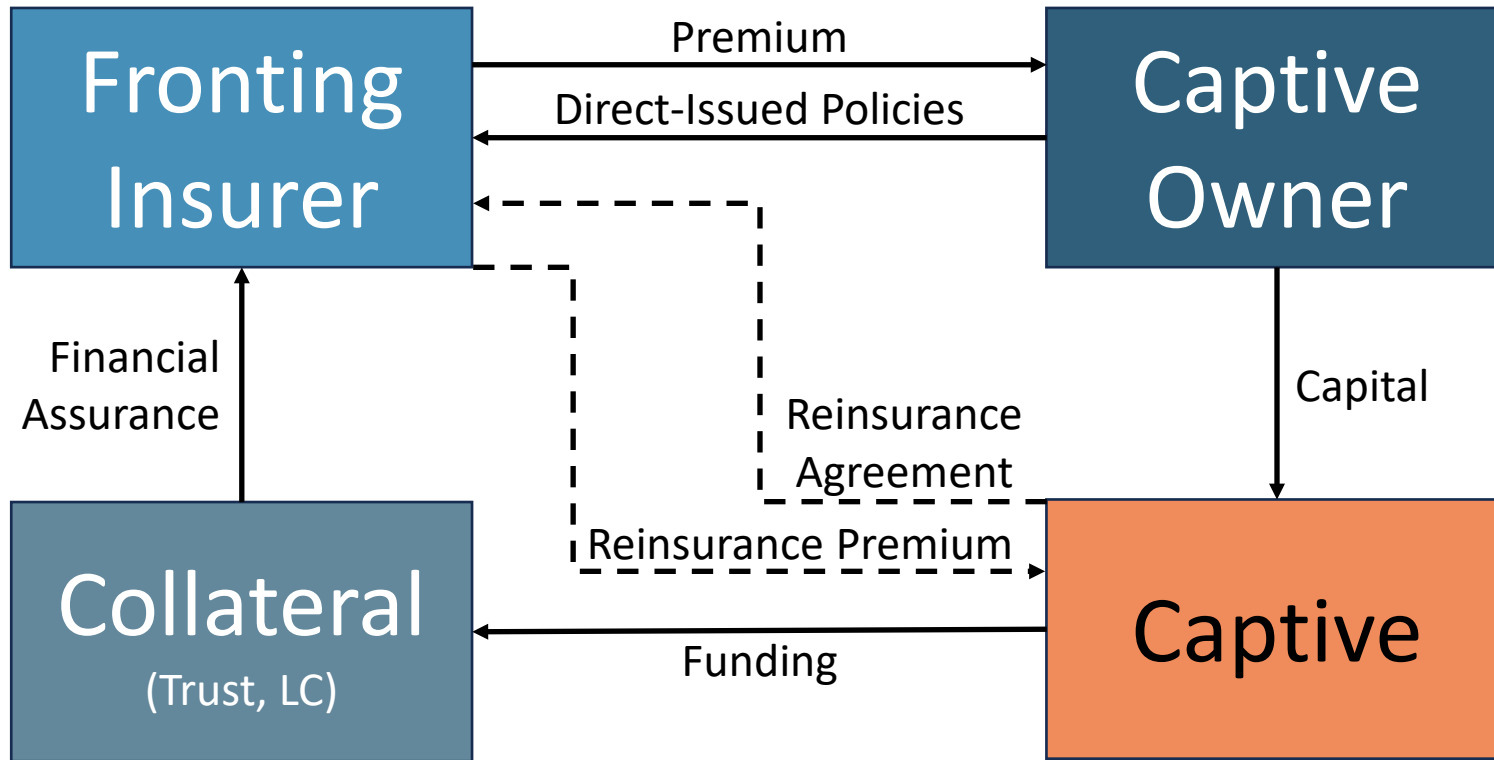 Fronting
Insurer
Premium
Direct-Issued Policies
Captive
Owner
Financial
Assurance
Capital
Reinsurance
Agreement
Reinsurance Premium
Collateral
(Trust, LC)
Funding
Captive